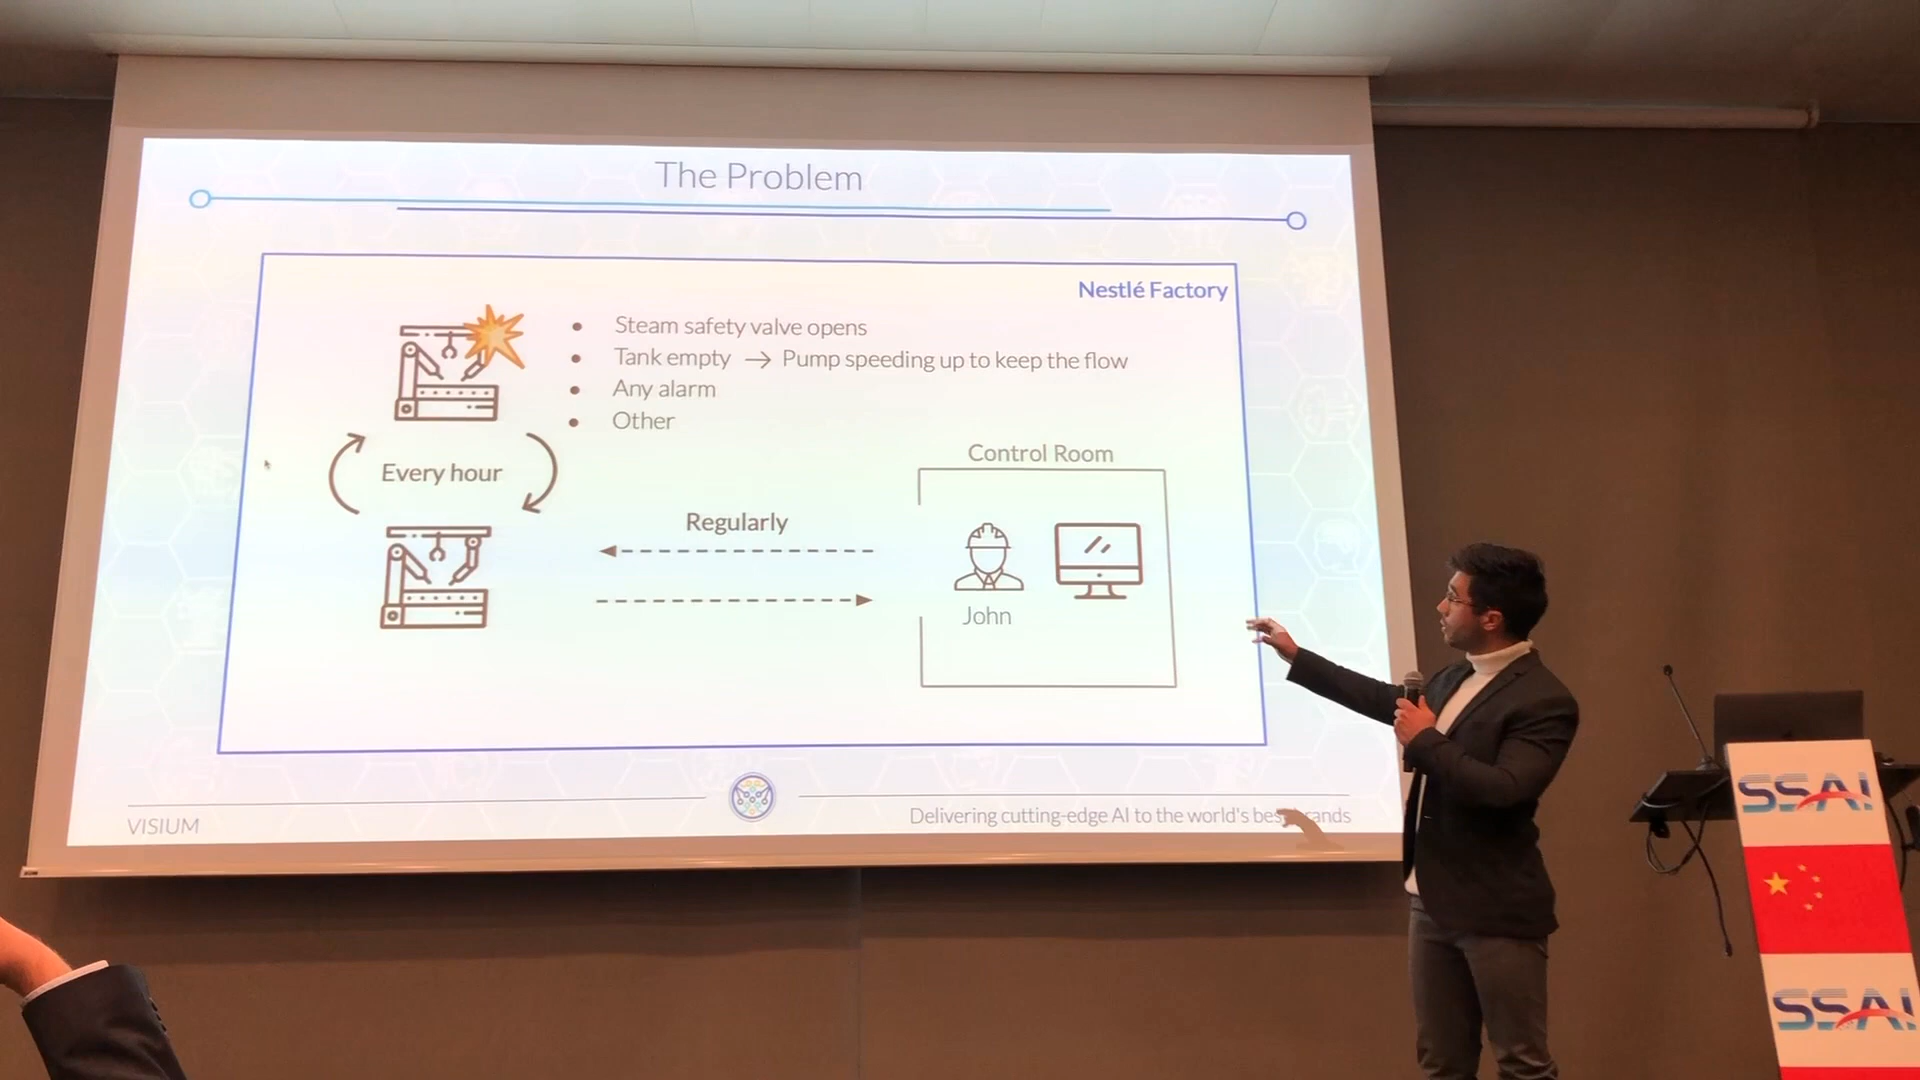 The Problem
Nestlé Factory
• Steam safety valve opens
• Tank empty → Pump speeding up to keep the flow
• Any alarm
• Other
Every hour
Regularly
Control Room
John
VISIUM
Delivering cutting-edge AI to the world's best
SSAI
SSAI